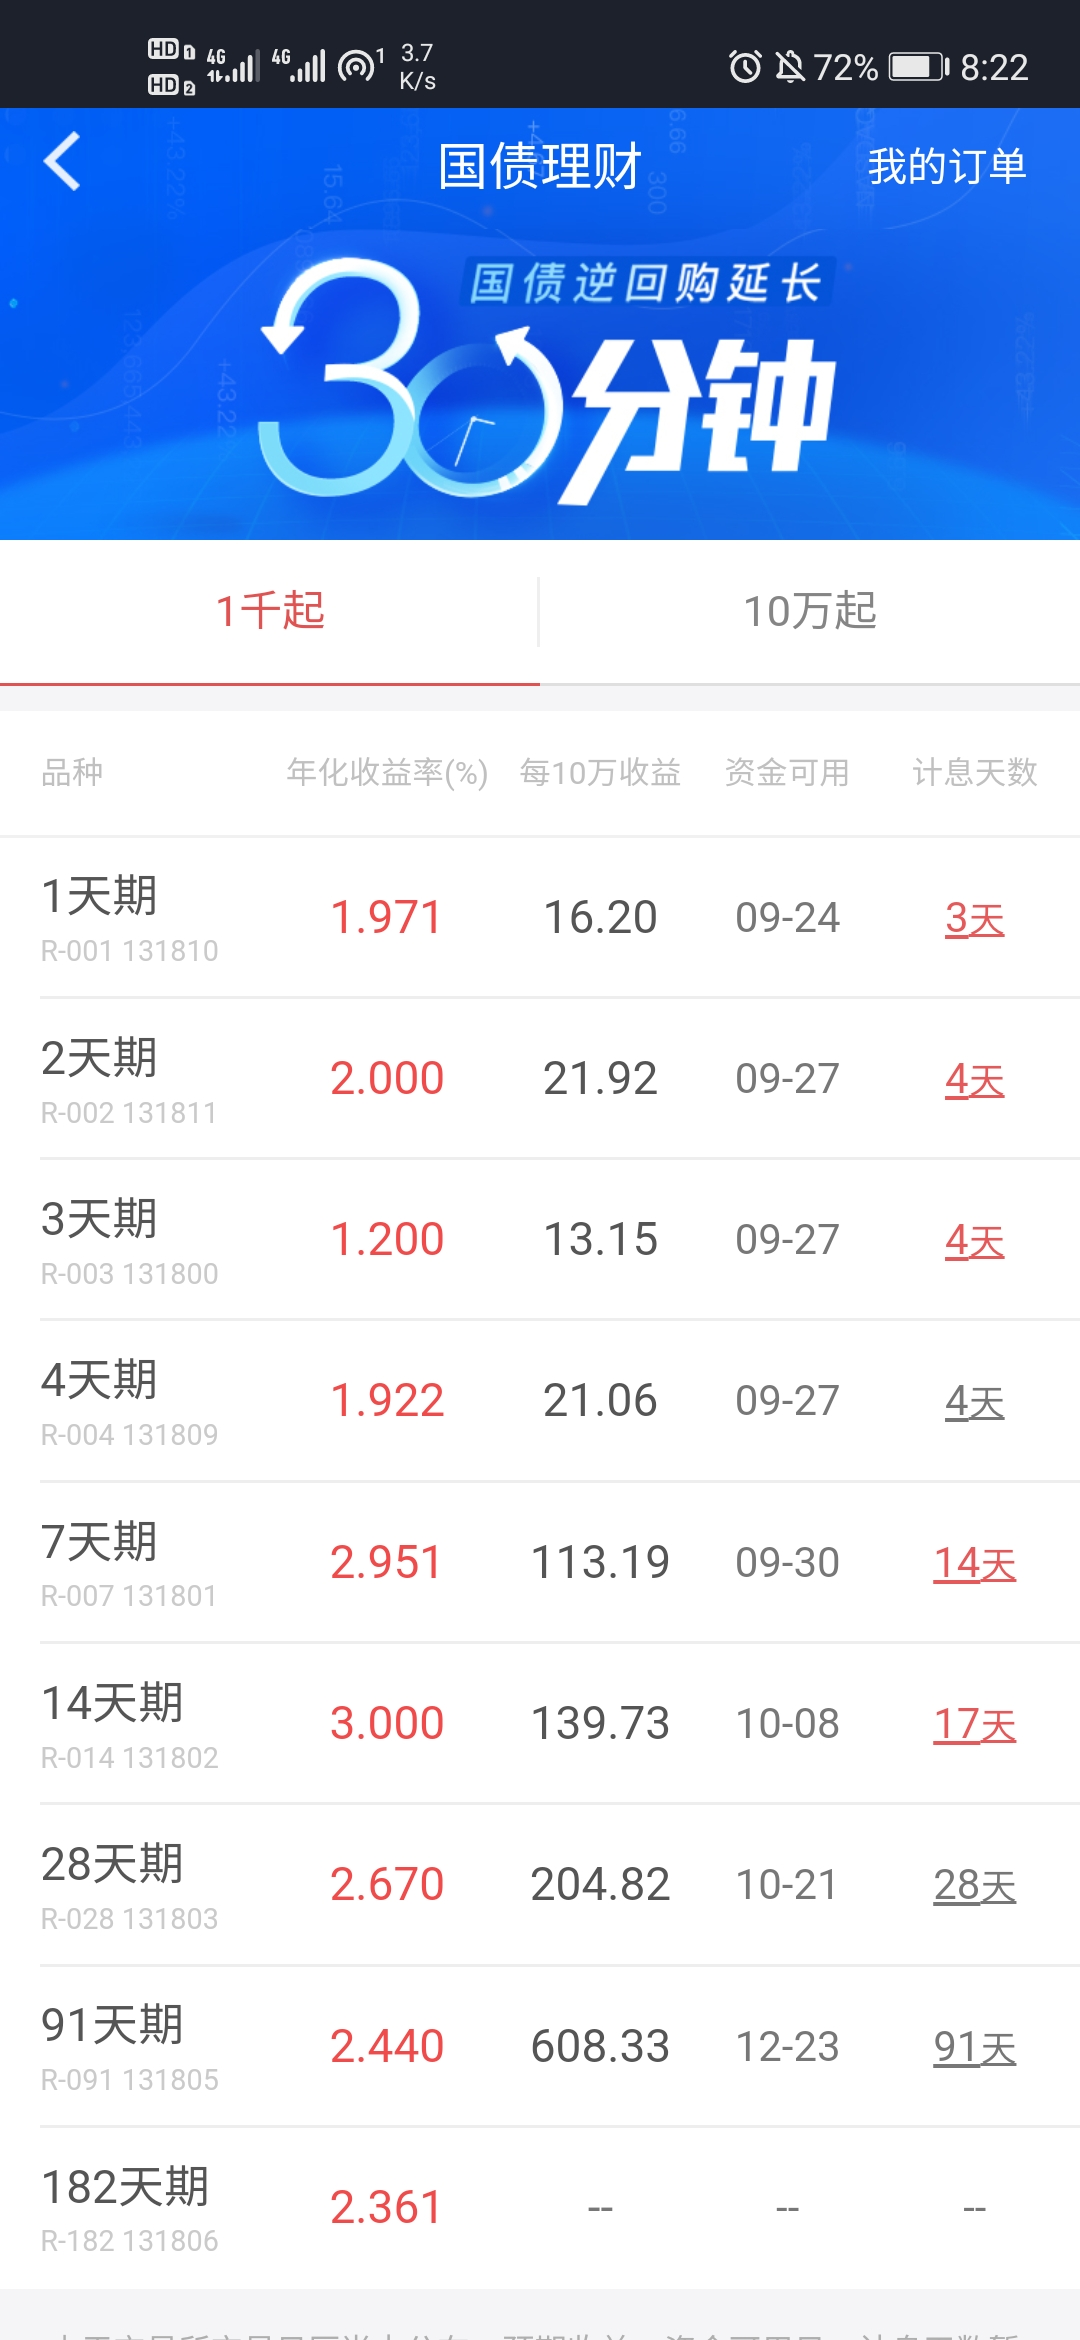 HD 1 4G 4G 1 3.7 K/s 72% 8:22
HD 2
国债理财 我的订单
国债逆回购延长
30分钟
1千起 10万起
品种 年化收益率(%) 每10万收益 资金可用 计息天数
1天期 1.971 16.20 09-24 3天
R-001 131810
2天期 2.000 21.92 09-27 4天
R-002 131811
3天期 1.200 13.15 09-27 4天
R-003 131800
4天期 1.922 21.06 09-27 4天
R-004 131809
7天期 2.951 113.19 09-30 14天
R-007 131801
14天期 3.000 139.73 10-08 17天
R-014 131802
28天期 2.670 204.82 10-21 28天
R-028 131803
91天期 2.440 608.33 12-23 91天
R-091 131805
182天期 2.361 -- -- --
R-182 131806